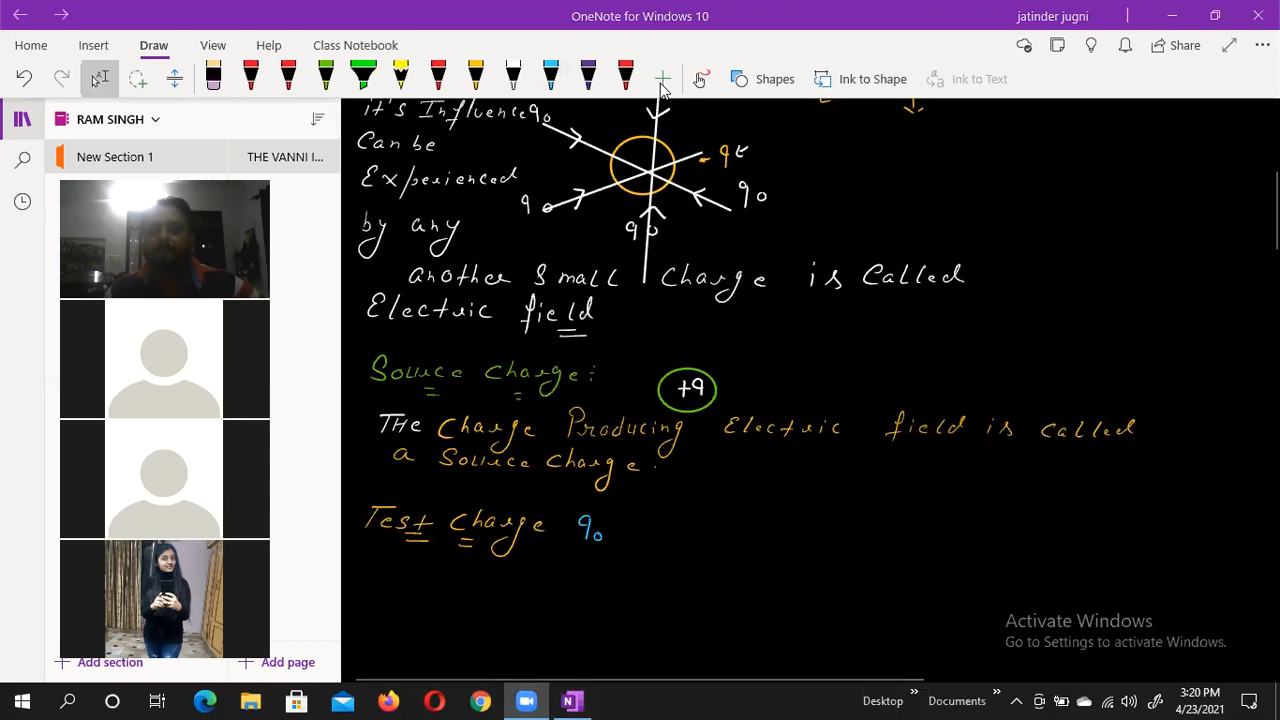 OneNote for Windows 10
jatinder jugni
Home Insert Draw View Help Class Notebook
Share
Shapes Ink to Shape Ink to Text
RAM SINGH
New Section 1 THE VANNI I...
it's Influence q₀
Can be
Experienced
by any
-q
q₀
q₀
q₀
another Small Charge is Called
Electric field
Source Charge:
+q
THe Charge Producing Electric field is called
a Source Charge.
Test Charge q₀
Activate Windows
Go to Settings to activate Windows.
Add section Add page
Desktop Documents
3:20 PM
4/23/2021